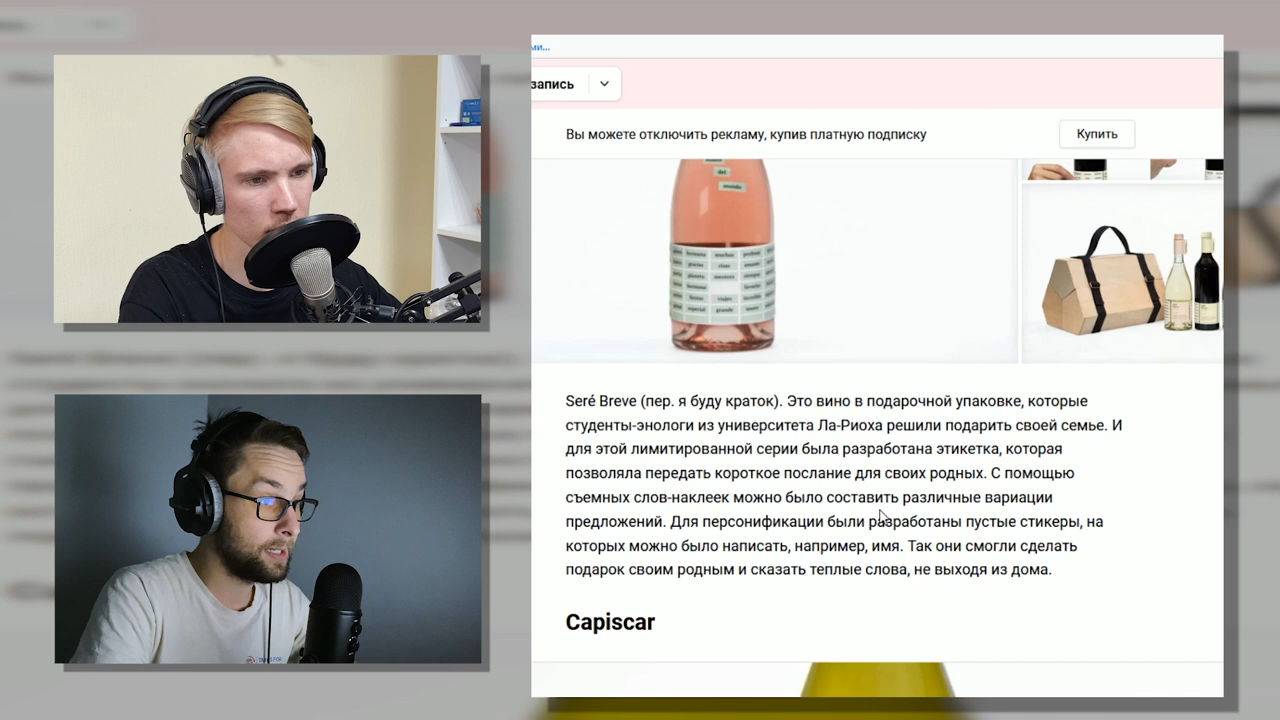 ми...
запись
Вы можете отключить рекламу, купив платную подписку
Купить
del
Seré Breve (пер. я буду краток). Это вино в подарочной упаковке, которые
студенты-энологи из университета Ла-Риоха решили подарить своей семье. И
для этой лимитированной серии была разработана этикетка, которая
позволяла передать короткое послание для своих родных. С помощью
съемных слов-наклеек можно было составить различные вариации
предложений. Для персонификации были разработаны пустые стикеры, на
которых можно было написать, например, имя. Так они смогли сделать
подарок своим родным и сказать теплые слова, не выходя из дома.
Capiscar